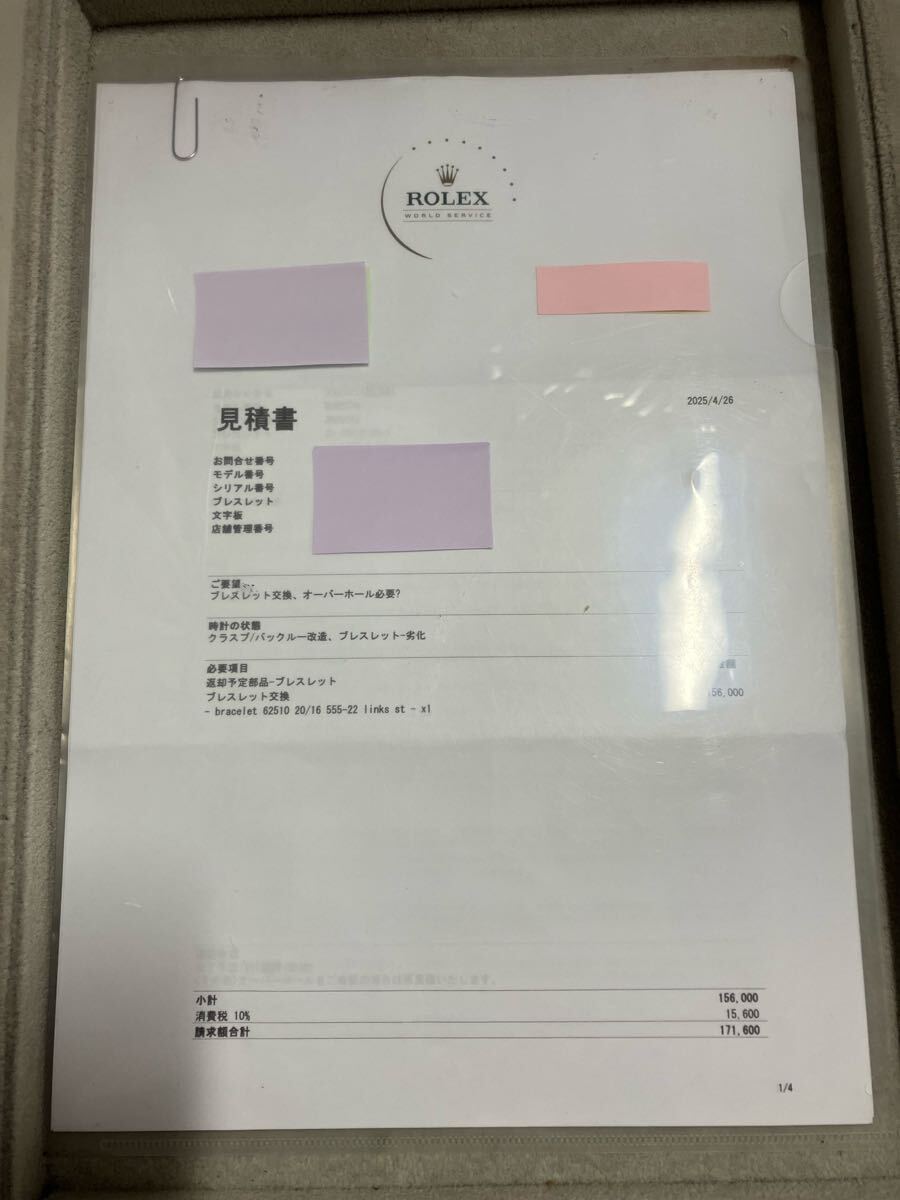 ROLEX
WORLD SERVICE
見積書
2025/4/26
お問合せ番号
モデル番号
シリアル番号
ブレスレット
文字板
店舗管理番号
ご要望
ブレスレット交換、オーバーホール必要?
時計の状態
クラスプ/バックルー改造、ブレスレット-劣化
必要項目
返却予定部品-ブレスレット
ブレスレット交換 156,000
- bracelet 62510 20/16 555-22 links st - x1
小計 156,000
消費税 10% 15,600
請求額合計 171,600
1/4